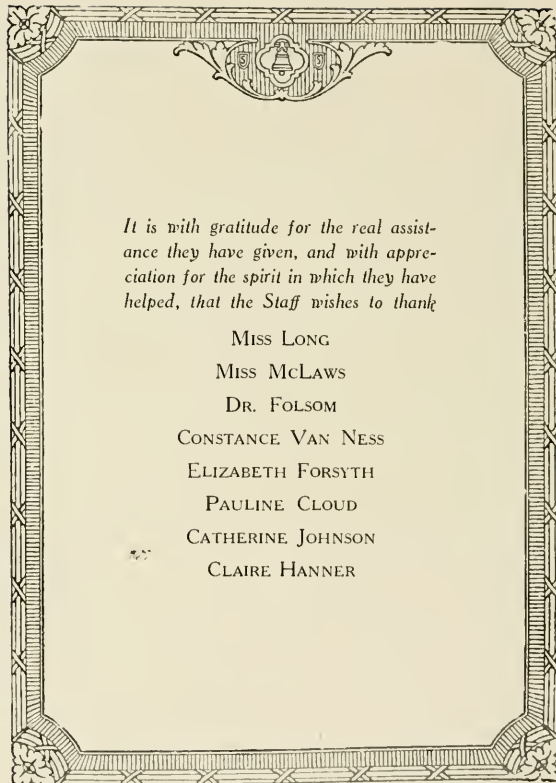 S S
It is with gratitude for the real assist-
ance they have given, and with appre-
ciation for the spirit in which they have
helped, that the Staff wishes to thank
Miss Long
Miss McLaws
Dr. Folsom
Constance Van Ness
Elizabeth Forsyth
Pauline Cloud
Catherine Johnson
Claire Hanner